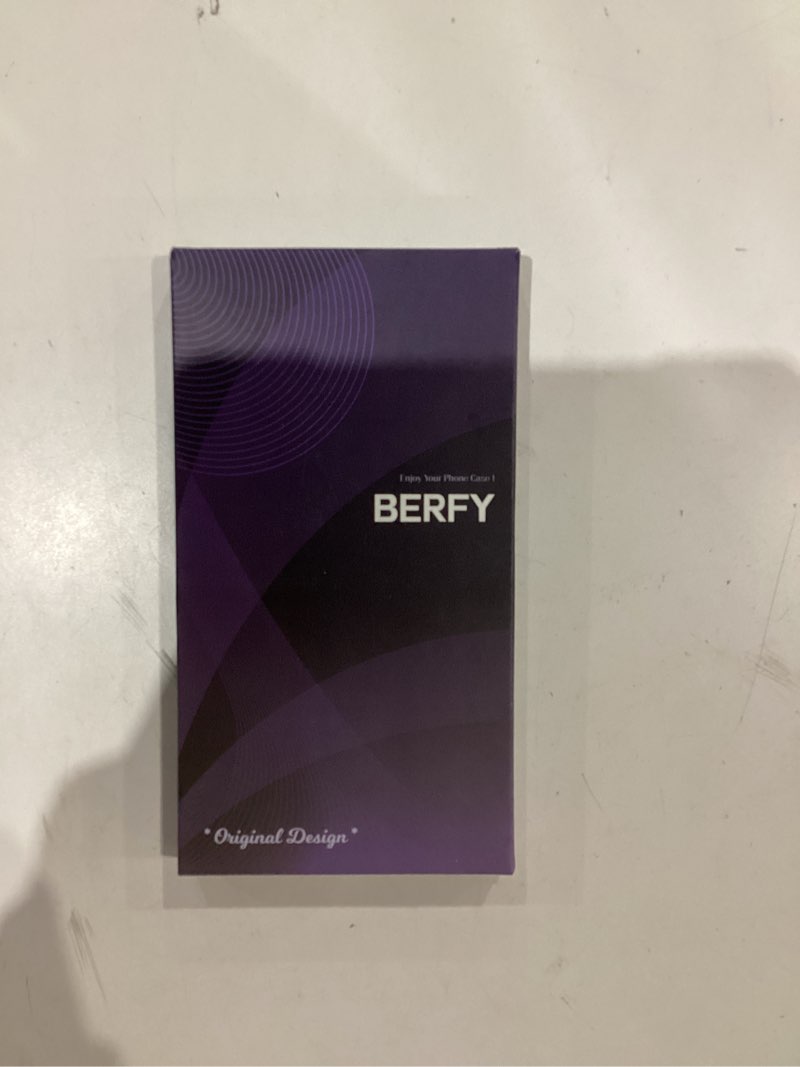 Enjoy Your Phone Case !
BERFY
*Original Design*